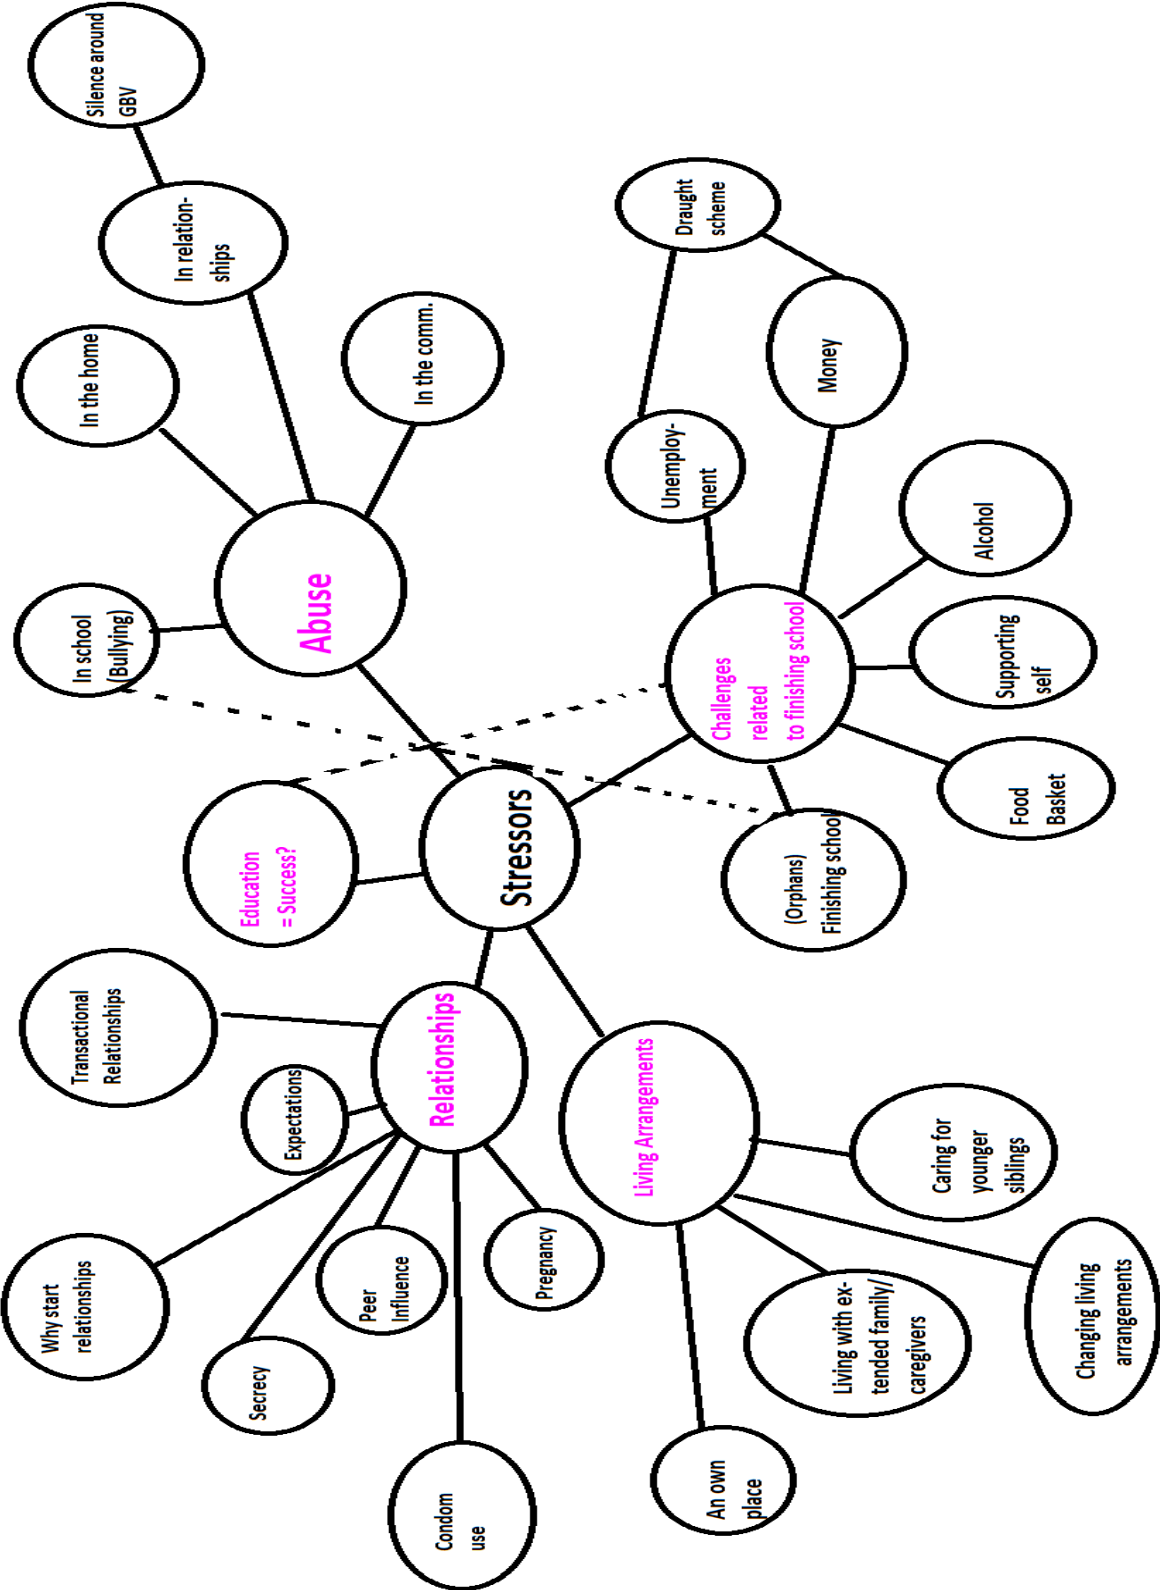 Why start
relationships
Transactional
Relationships
In school
(Bullying)
In the home
Silence around
GBV
In relation-
ships
Secrecy
Expectations
Education
= Success?
Abuse
Peer
Influence
In the comm.
Condom
use
Relationships
Stressors
Pregnancy
Living Arrangements
Unemploy-
ment
Draught
scheme
An own
place
Challenges
related
to finishing school
(Orphans)
Finishing school
Money
Living with ex-
tended family/
caregivers
Caring for
younger
siblings
Food
Basket
Supporting
self
Alcohol
Changing living
arrangements